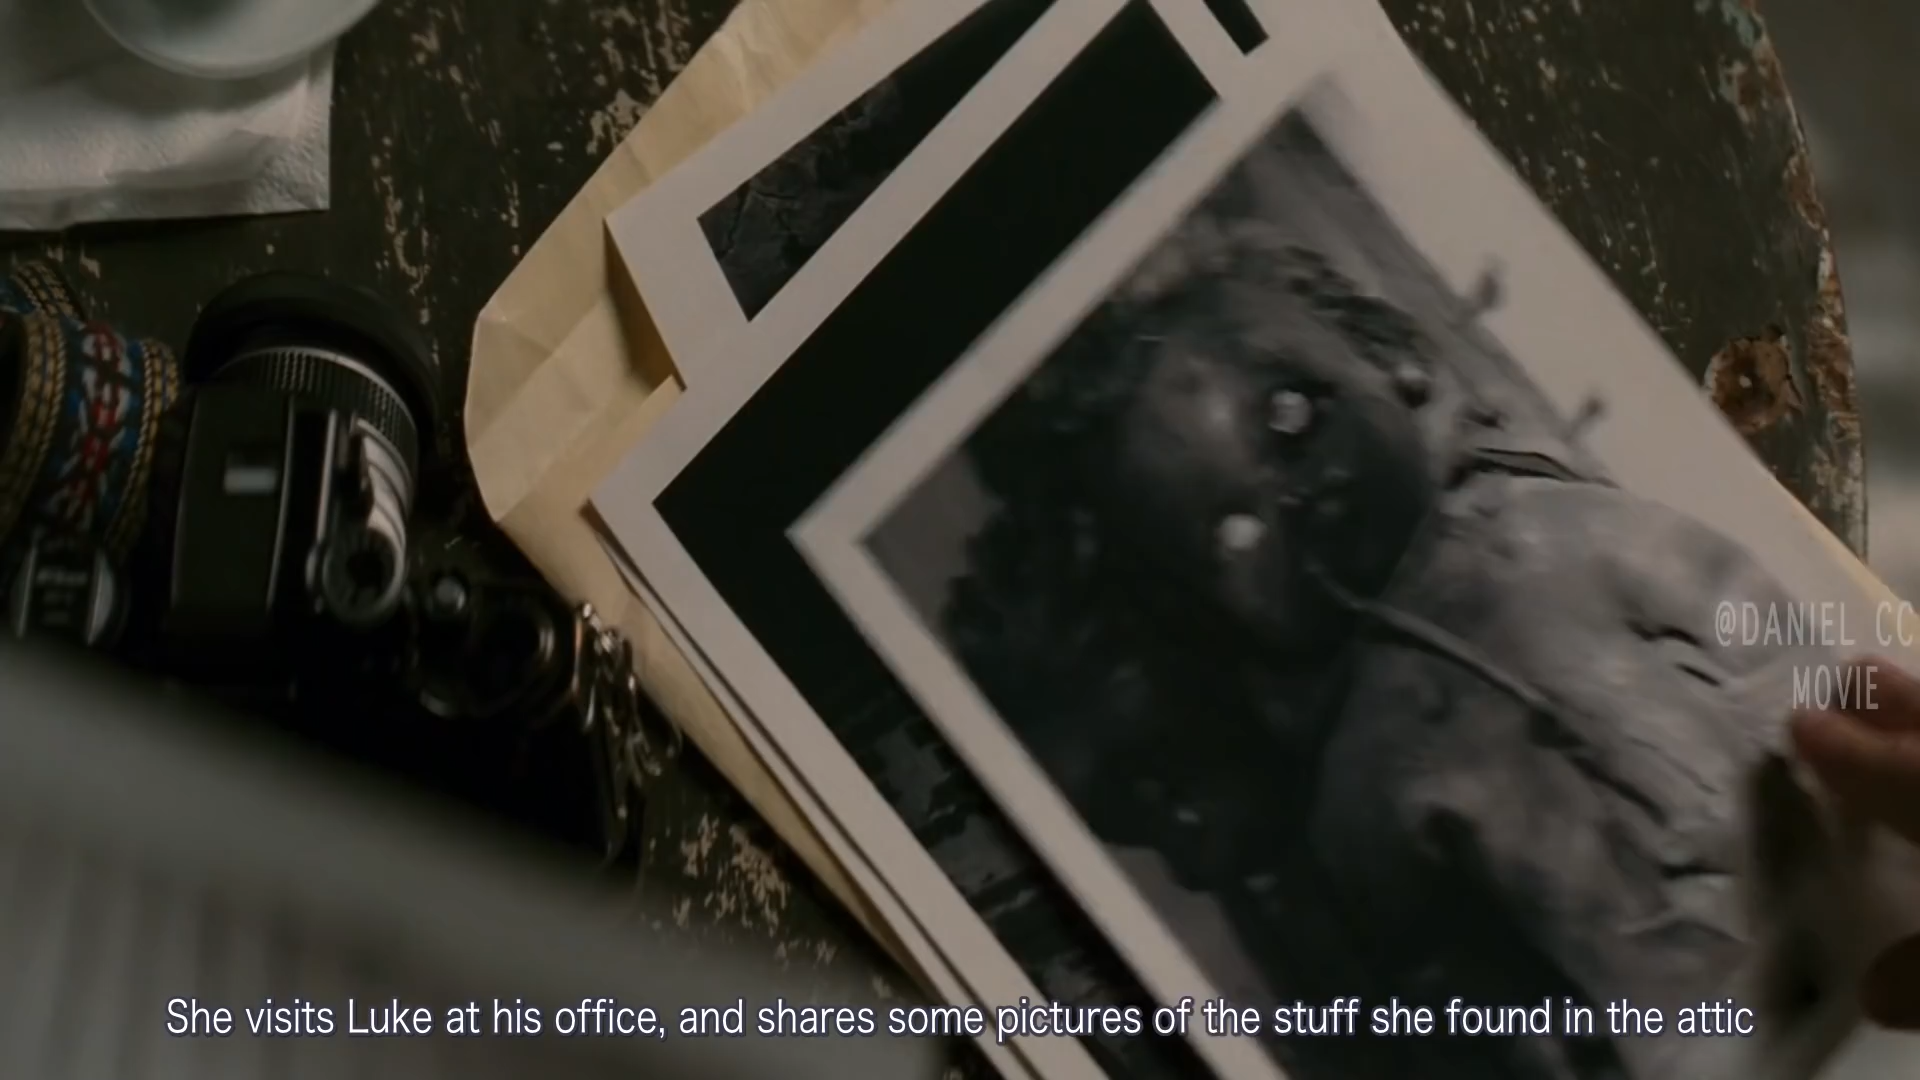 @DANIEL CC
MOVIE
She visits Luke at his office, and shares some pictures of the stuff she found in the attic